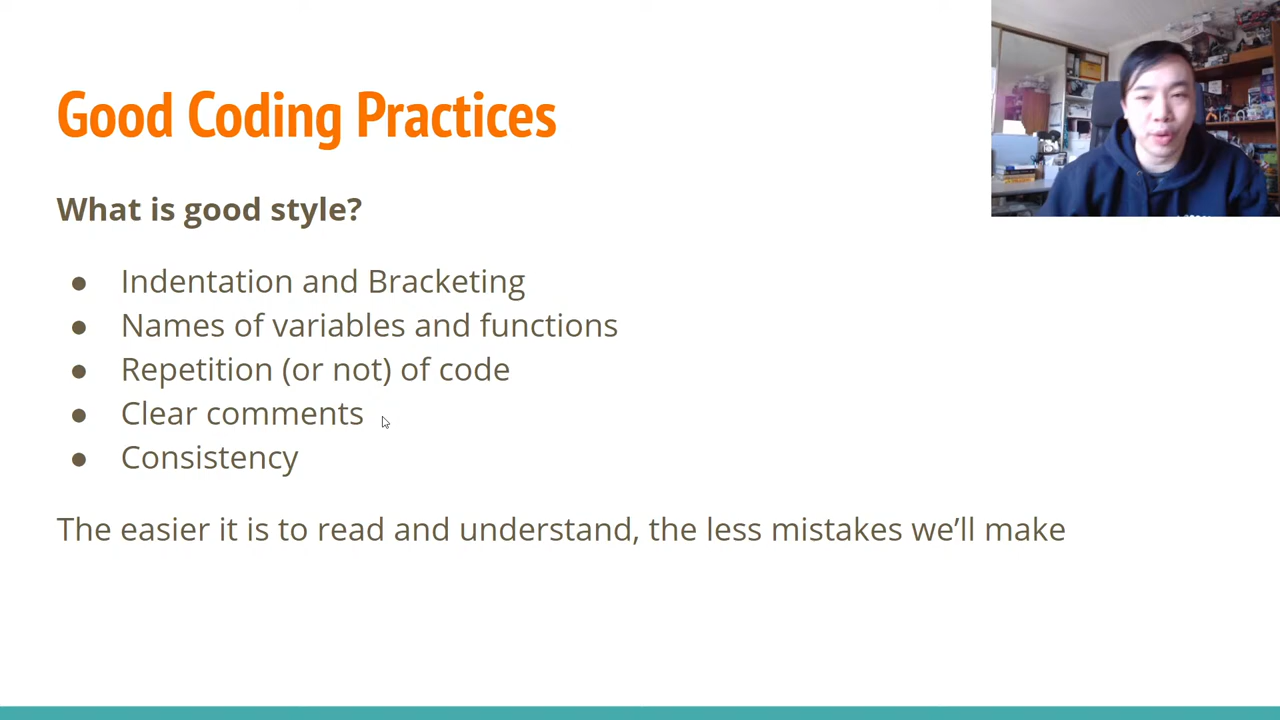 Good Coding Practices
What is good style?
● Indentation and Bracketing
● Names of variables and functions
● Repetition (or not) of code
● Clear comments
● Consistency
The easier it is to read and understand, the less mistakes we’ll make